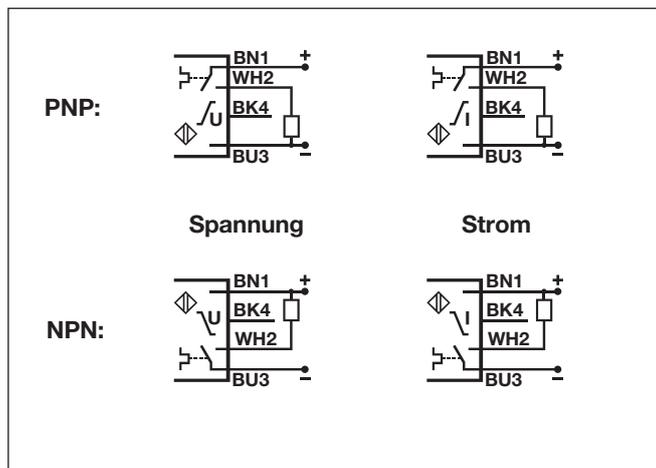 PNP:
BN1
+
WH2
U
BK4
BU3
–
BN1
+
WH2
I
BK4
BU3
–
Spannung
Strom
NPN:
BN1
+
U
BK4
WH2
BU3
–
BN1
+
I
BK4
WH2
BU3
–